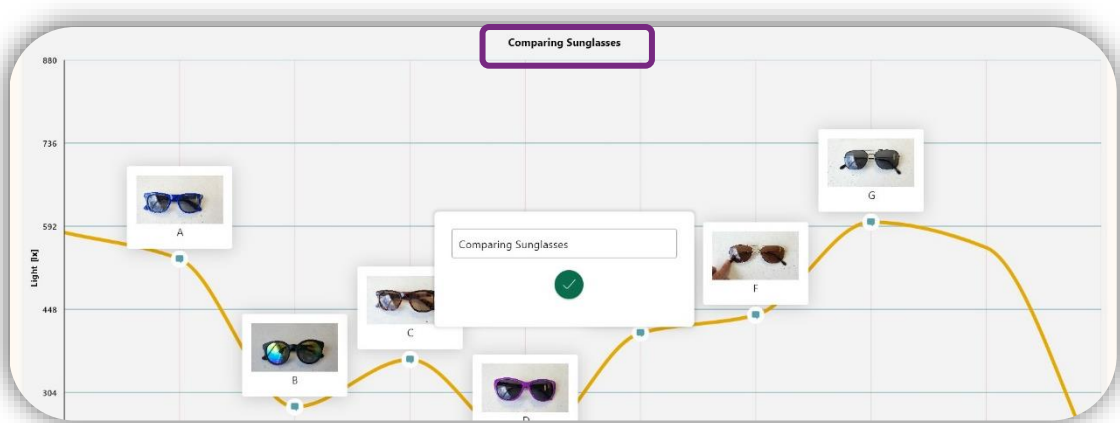 Comparing Sunglasses
880
736
592
448
304
Light [lx]
A
B
C
D
F
G
Comparing Sunglasses